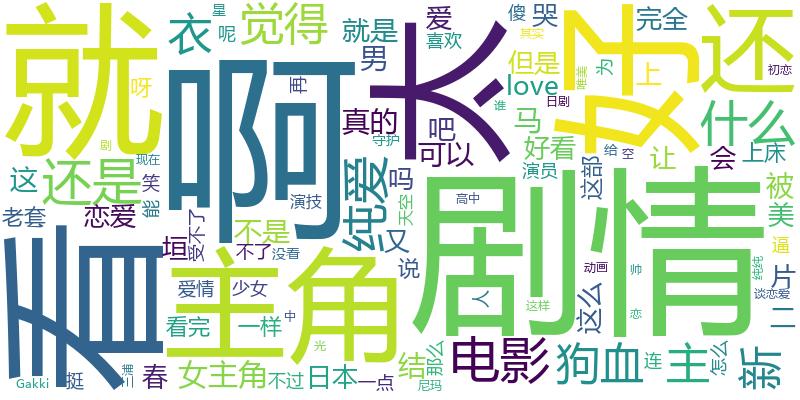 就
啊
太
好
还
看
剧情
主角
觉得
衣
星
呢
就是
爱
傻
哭
完全
喜欢
其实
初恋
呀
男
再
但是
为
上
唯美
love
谁
日剧
什么
真的
吧
马
守护
可以
好看
给
空
让
会
上床
剧
现在
还是
纯爱
吗
演员
这部
被
这
笑
能
演技
天空
高中
美
老套
恋爱
受不了
不是
又
垣
不了
没看
说
人
动画
帅
纯纯
逼
片
爱情
少女
这样
这么
恋
谈恋爱
二
看完
一样
中
光
那么
电影
狗血
连
主
怎么
新
结
Gakki
挺
春
女主角
不过
日本
一点
尼玛